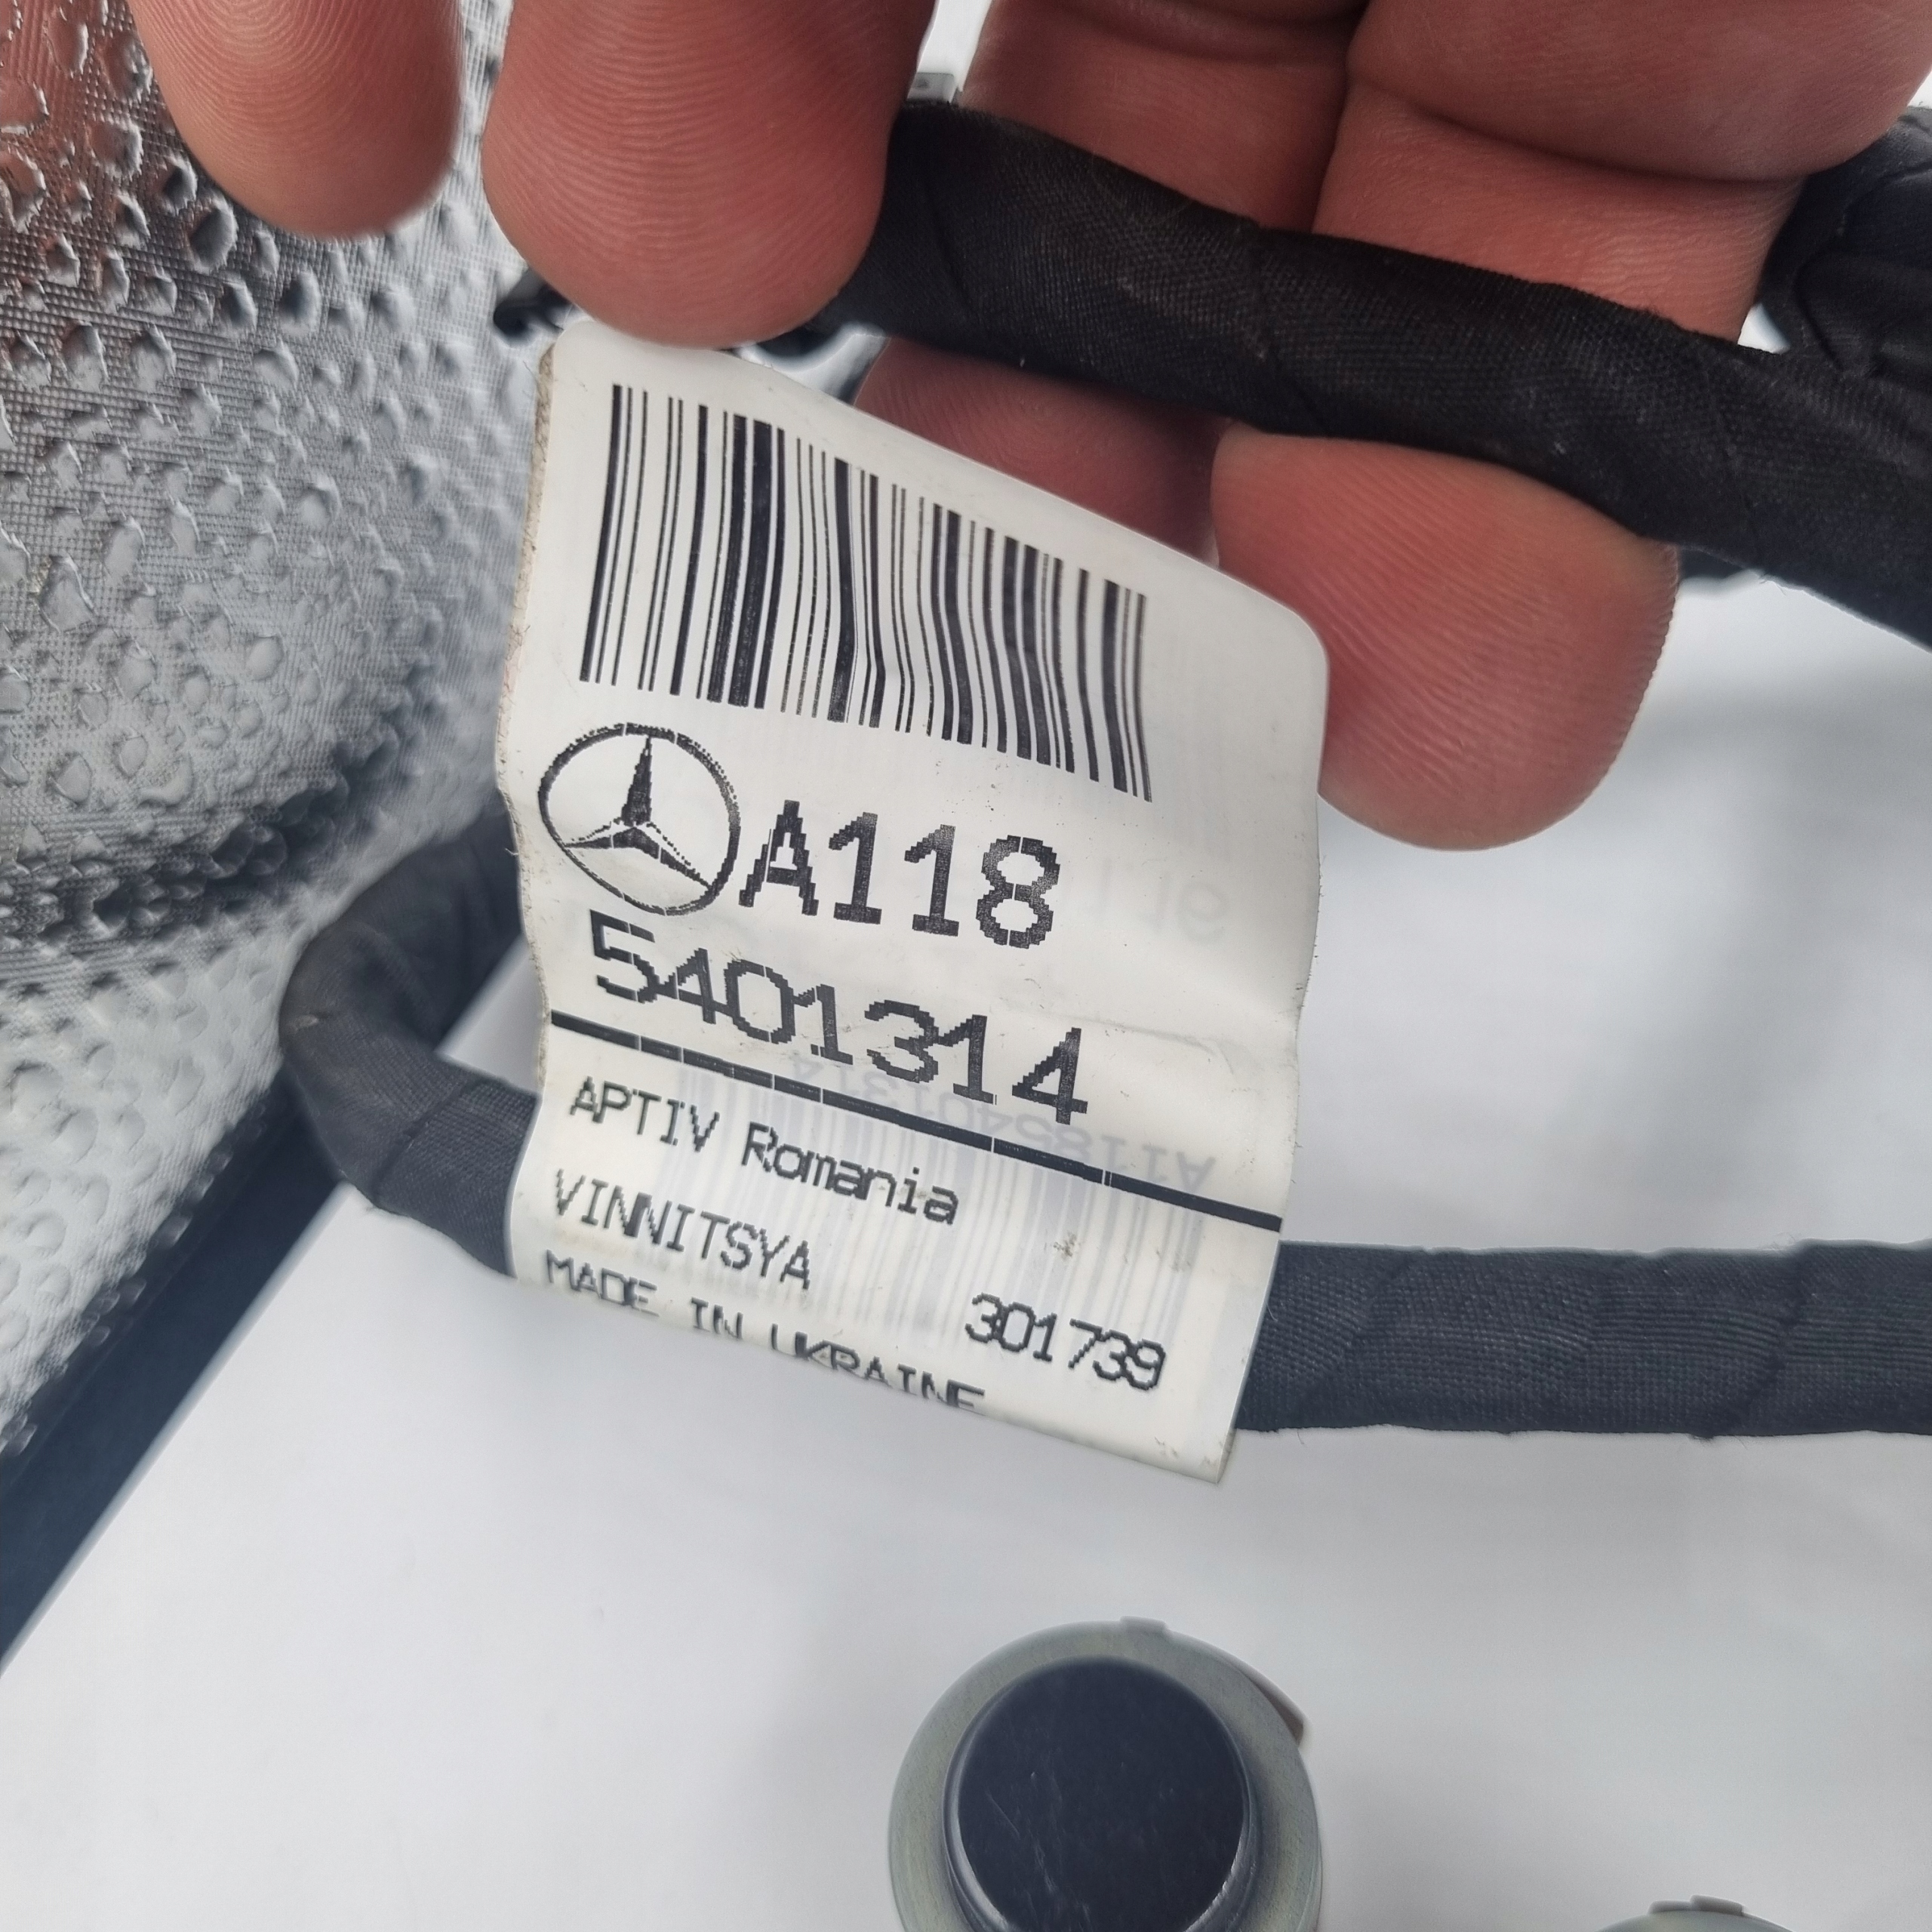 A118
5401314
APTIV Romania
VINNITSYA
301739
MADE IN UKRAINE